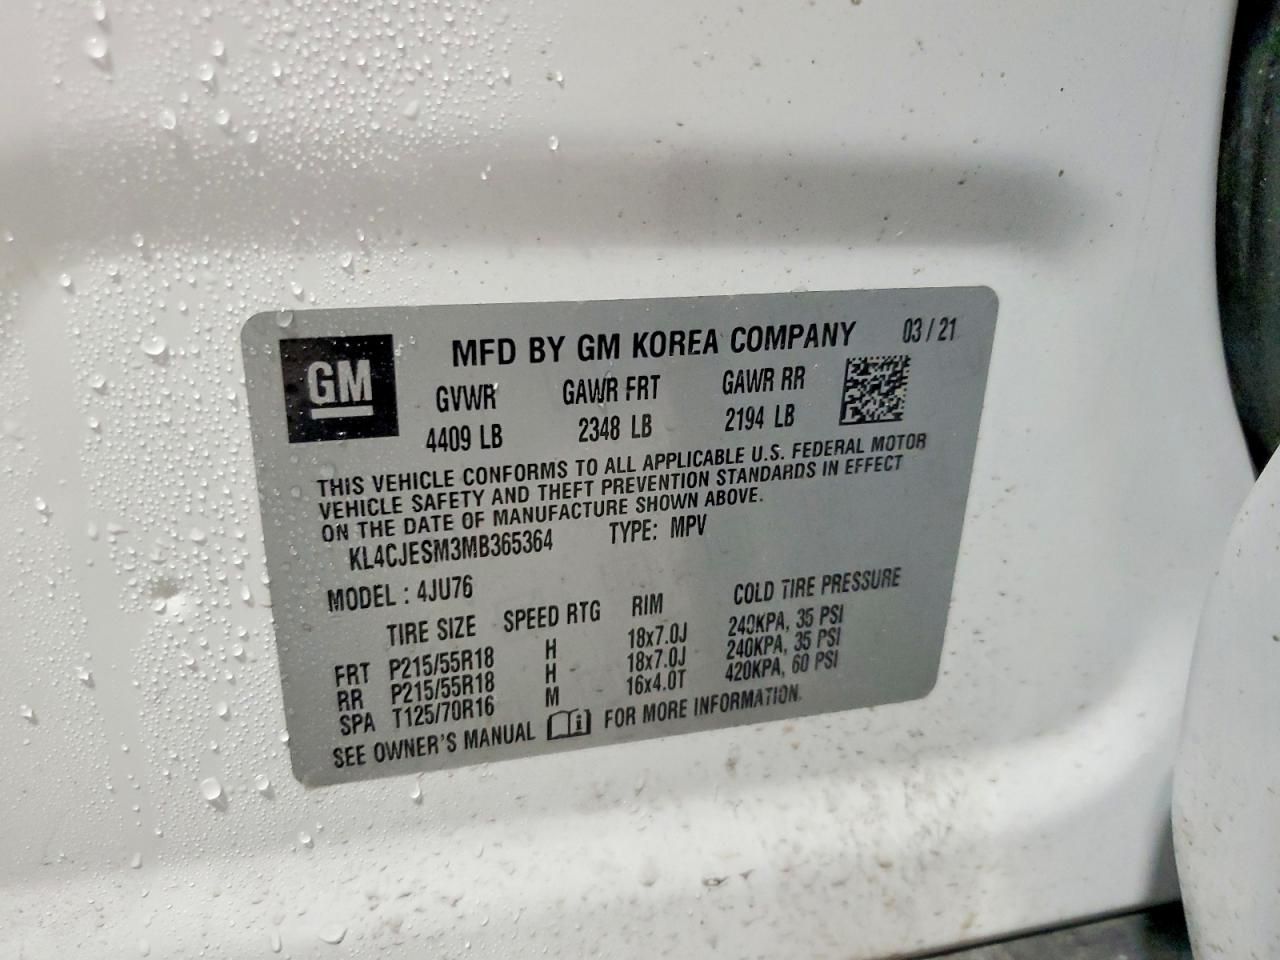 GM
MFD BY GM KOREA COMPANY 03/21
GVWR GAWR FRT GAWR RR
4409 LB 2348 LB 2194 LB
THIS VEHICLE CONFORMS TO ALL APPLICABLE U.S. FEDERAL MOTOR
VEHICLE SAFETY AND THEFT PREVENTION STANDARDS IN EFFECT
ON THE DATE OF MANUFACTURE SHOWN ABOVE.
KL4CJESM3MB365364 TYPE: MPV
MODEL : 4JU76
TIRE SIZE SPEED RTG RIM COLD TIRE PRESSURE
FRT P215/55R18 H 18x7.0J 240KPA, 35 PSI
RR P215/55R18 H 18x7.0J 240KPA, 35 PSI
SPA T125/70R16 M 16x4.0T 420KPA, 60 PSI
SEE OWNER'S MANUAL i FOR MORE INFORMATION.